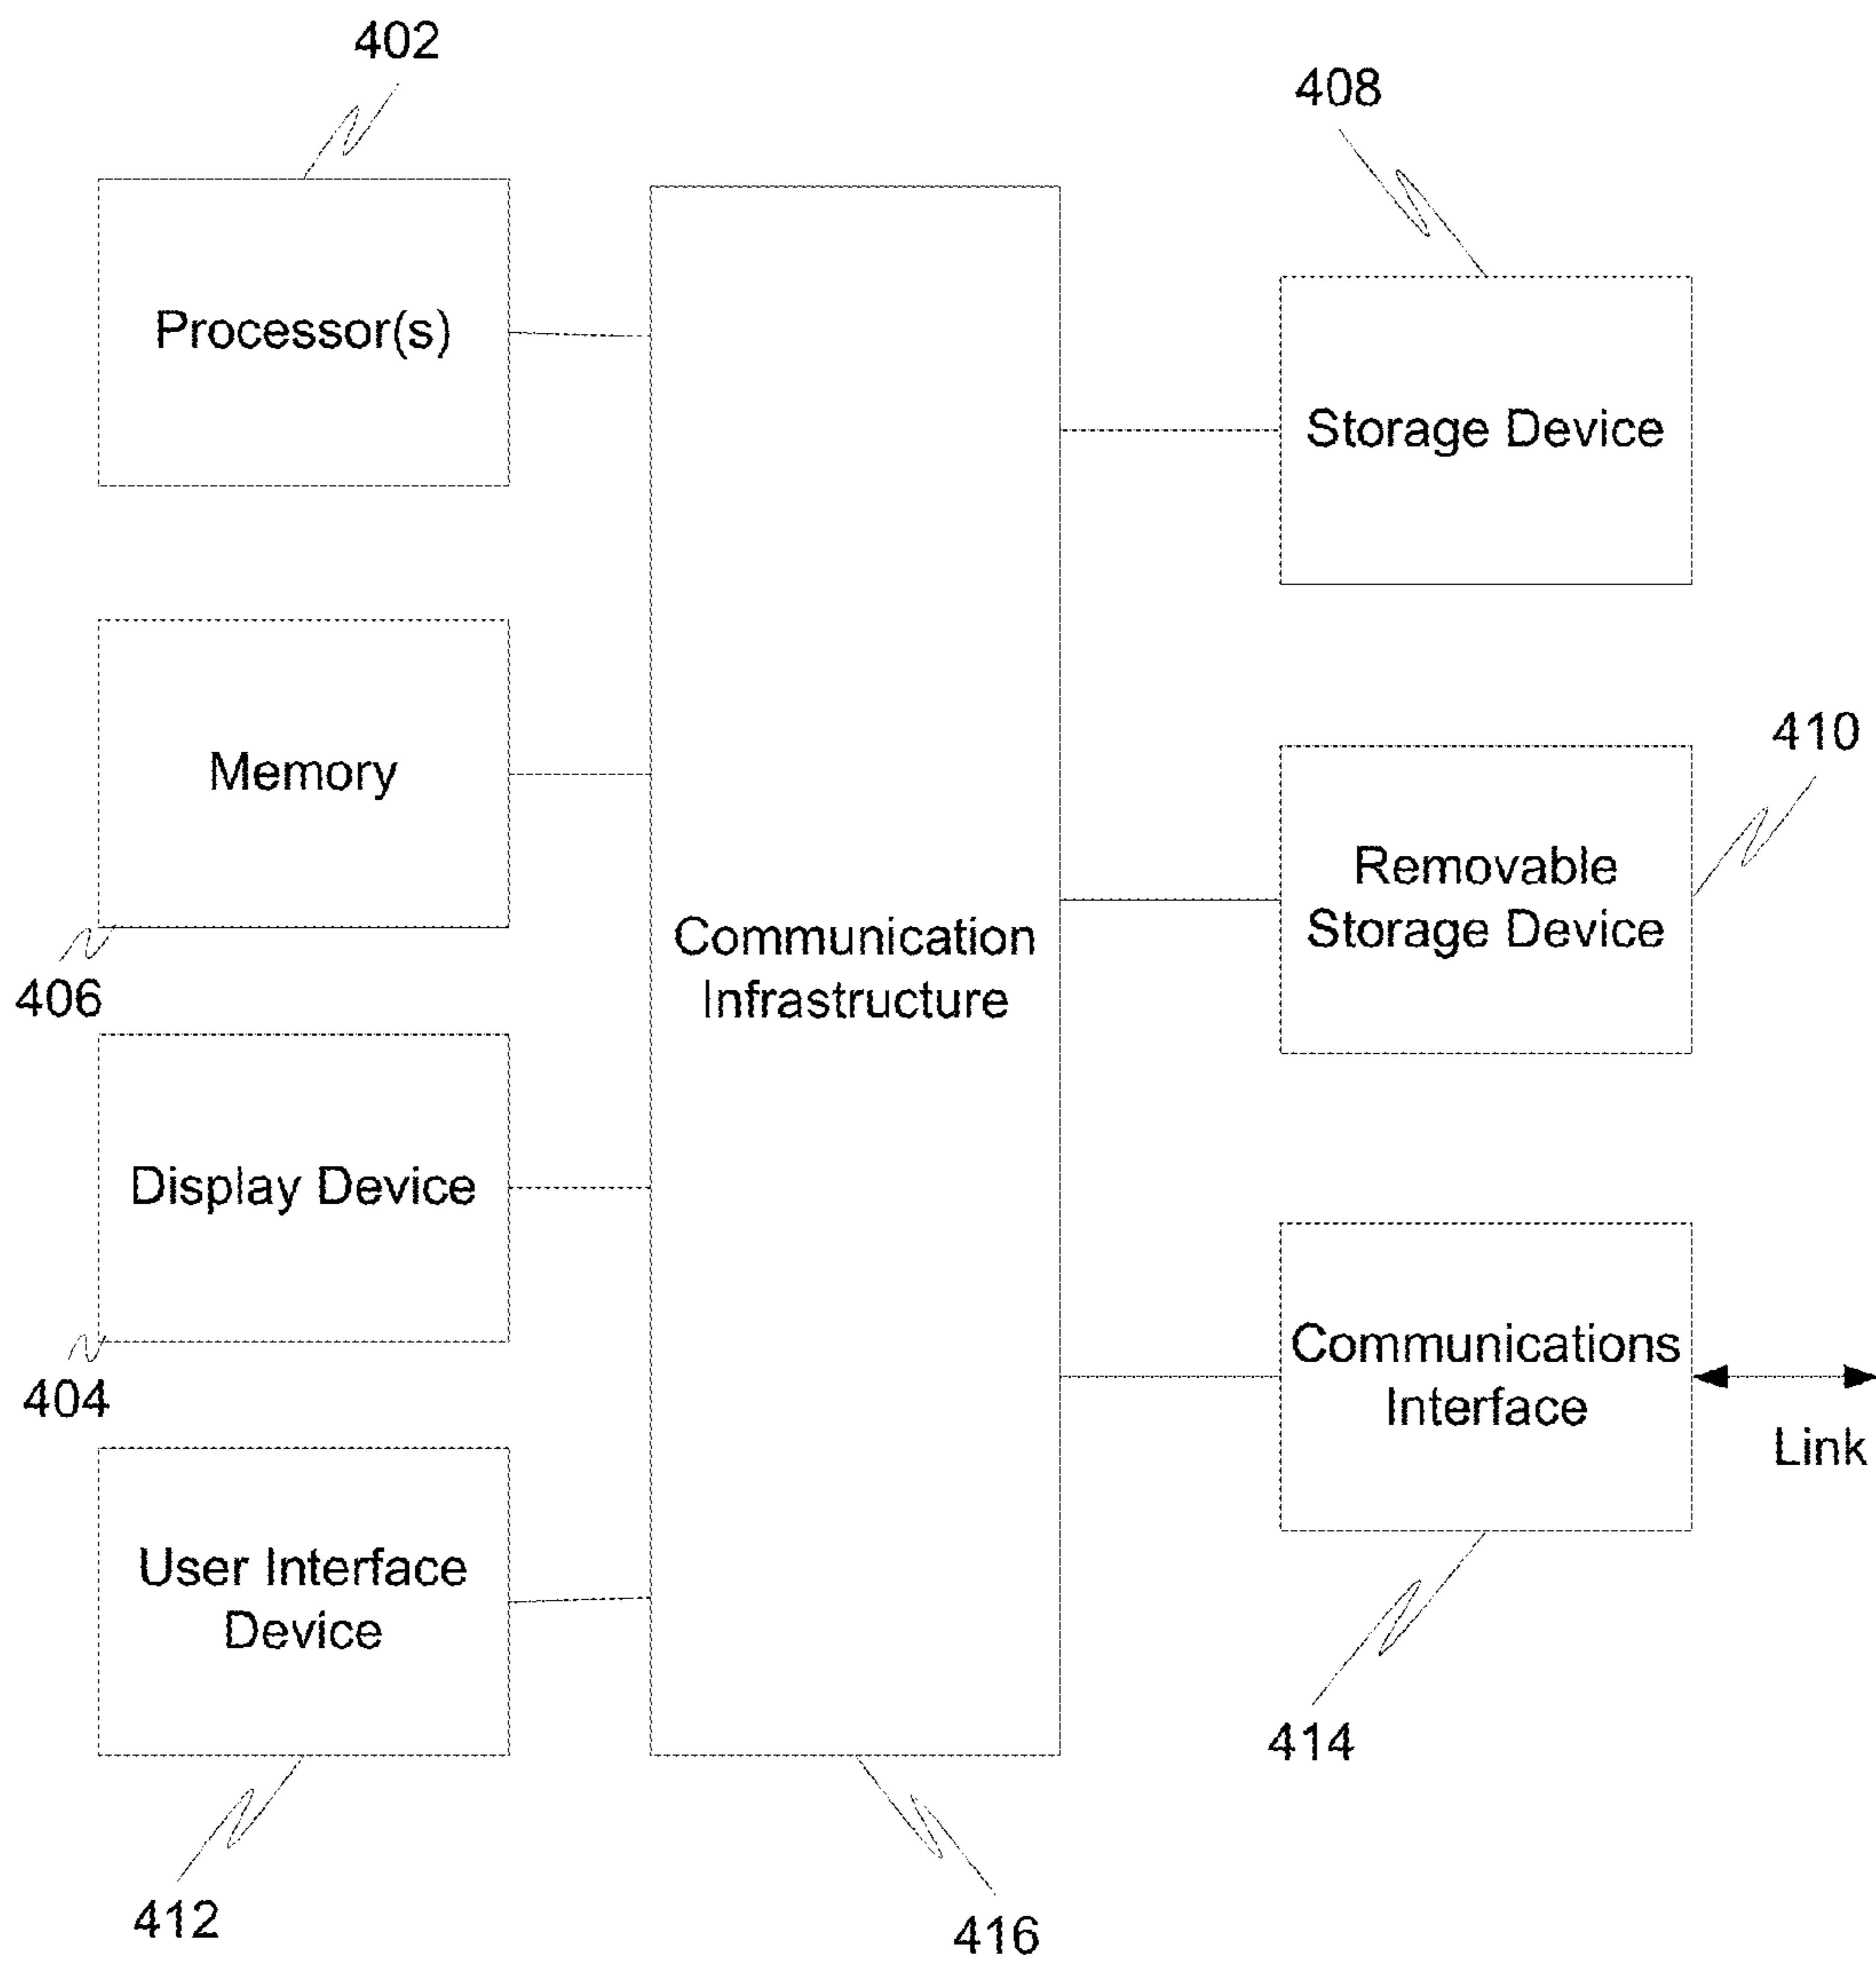 402
408
Processor(s)
Storage Device
Memory
410
Removable
Storage Device
406
Communication
Infrastructure
Display Device
404
Communications
Interface
Link
User Interface
Device
414
412
416